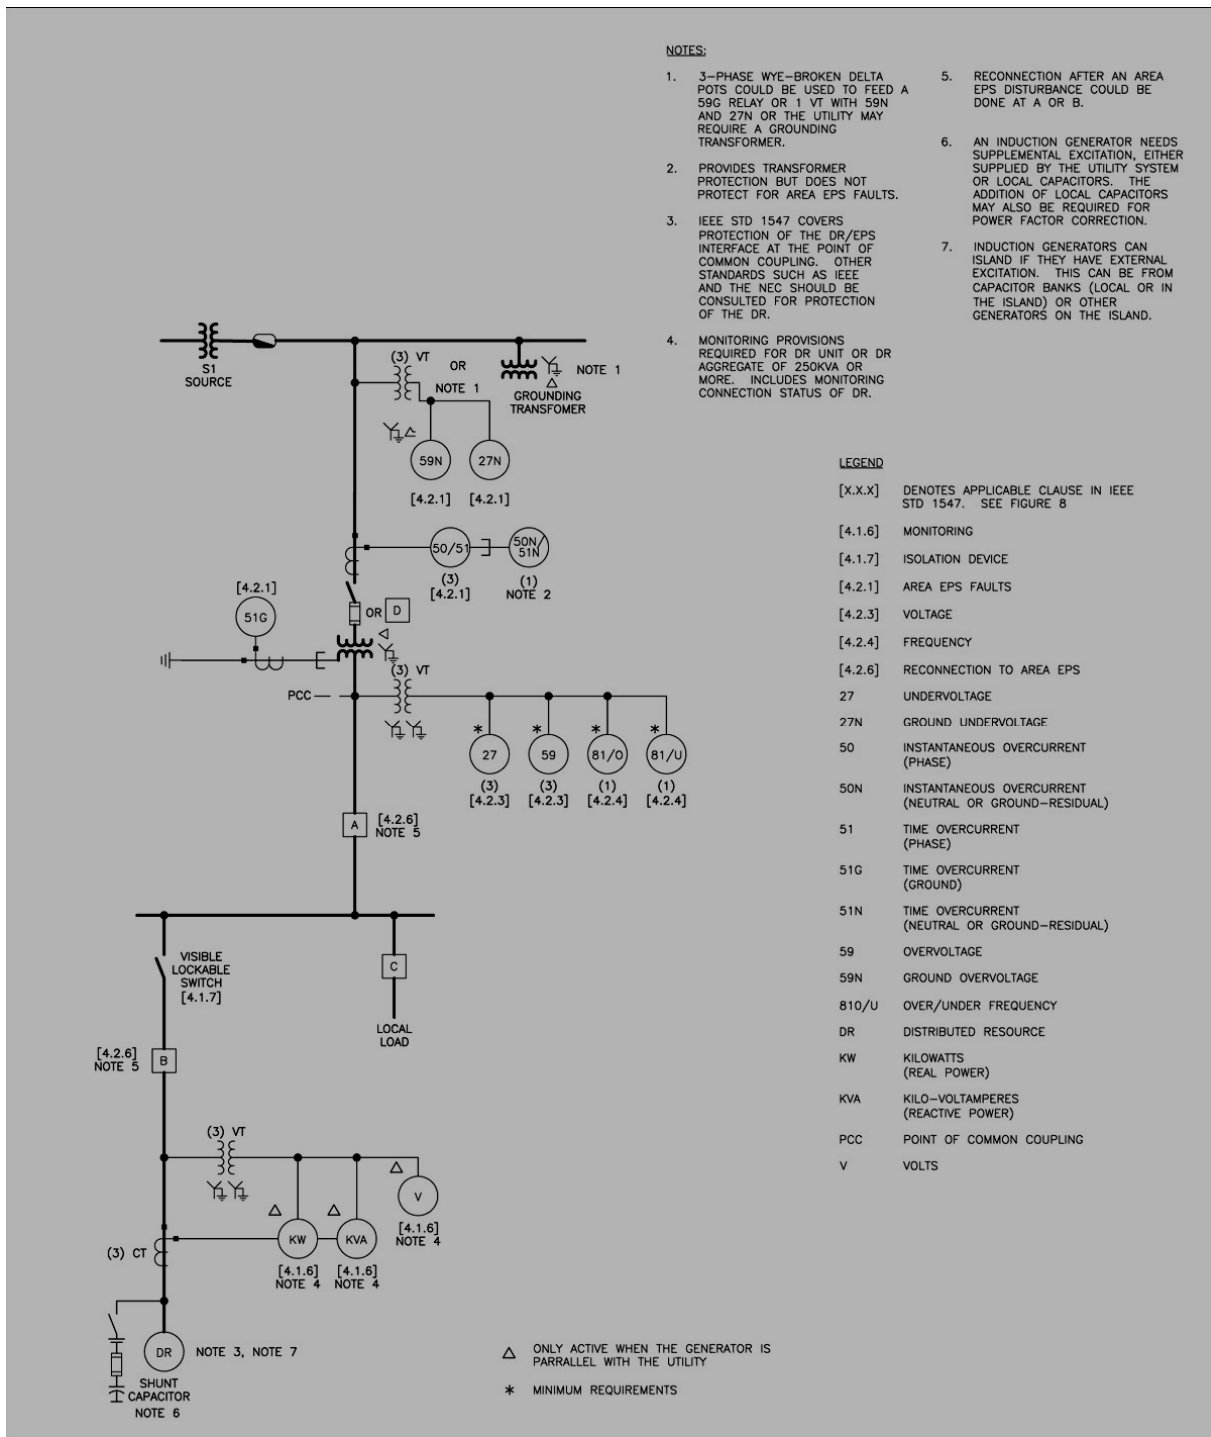 NOTES:
1. 3-PHASE WYE-BROKEN DELTA
POTS COULD BE USED TO FEED A
59G RELAY OR 1 VT WITH 59N
AND 27N OR THE UTILITY MAY
REQUIRE A GROUNDING
TRANSFORMER.
2. PROVIDES TRANSFORMER
PROTECTION BUT DOES NOT
PROTECT FOR AREA EPS FAULTS.
3. IEEE STD 1547 COVERS
PROTECTION OF THE DR/EPS
INTERFACE AT THE POINT OF
COMMON COUPLING. OTHER
STANDARDS SUCH AS IEEE
AND THE NEC SHOULD BE
CONSULTED FOR PROTECTION
OF THE DR.
4. MONITORING PROVISIONS
REQUIRED FOR DR UNIT OR DR
AGGREGATE OF 250KVA OR
MORE. INCLUDES MONITORING
CONNECTION STATUS OF DR.
5. RECONNECTION AFTER AN AREA
EPS DISTURBANCE COULD BE
DONE AT A OR B.
6. AN INDUCTION GENERATOR NEEDS
SUPPLEMENTAL EXCITATION, EITHER
SUPPLIED BY THE UTILITY SYSTEM
OR LOCAL CAPACITORS. THE
ADDITION OF LOCAL CAPACITORS
MAY ALSO BE REQUIRED FOR
POWER FACTOR CORRECTION.
7. INDUCTION GENERATORS CAN
ISLAND IF THEY HAVE EXTERNAL
EXCITATION. THIS CAN BE FROM
CAPACITOR BANKS (LOCAL OR IN
THE ISLAND) OR OTHER
GENERATORS ON THE ISLAND.
S1
SOURCE
(3) VT
OR
NOTE 1
NOTE 1
GROUNDING
TRANSFOMER
59N
27N
[4.2.1]
[4.2.1]
50/51
50N/
51N
(3)
[4.2.1]
(1)
NOTE 2
[4.2.1]
51G
OR
D
(3) VT
PCC
*
*
*
*
27
59
81/O
81/U
(3)
[4.2.3]
(3)
[4.2.3]
(1)
[4.2.4]
(1)
[4.2.4]
A
[4.2.6]
NOTE 5
VISIBLE
LOCKABLE
SWITCH
[4.1.7]
C
LOCAL
LOAD
[4.2.6]
NOTE 5
B
(3) VT
V
[4.1.6]
NOTE 4
(3) CT
KW
KVA
[4.1.6]
NOTE 4
[4.1.6]
NOTE 4
DR
NOTE 3, NOTE 7
SHUNT
CAPACITOR
NOTE 6
LEGEND
[X.X.X] DENOTES APPLICABLE CLAUSE IN IEEE
STD 1547. SEE FIGURE 8
[4.1.6] MONITORING
[4.1.7] ISOLATION DEVICE
[4.2.1] AREA EPS FAULTS
[4.2.3] VOLTAGE
[4.2.4] FREQUENCY
[4.2.6] RECONNECTION TO AREA EPS
27 UNDERVOLTAGE
27N GROUND UNDERVOLTAGE
50 INSTANTANEOUS OVERCURRENT
(PHASE)
50N INSTANTANEOUS OVERCURRENT
(NEUTRAL OR GROUND-RESIDUAL)
51 TIME OVERCURRENT
(PHASE)
51G TIME OVERCURRENT
(GROUND)
51N TIME OVERCURRENT
(NEUTRAL OR GROUND-RESIDUAL)
59 OVERVOLTAGE
59N GROUND OVERVOLTAGE
810/U OVER/UNDER FREQUENCY
DR DISTRIBUTED RESOURCE
KW KILOWATTS
(REAL POWER)
KVA KILO-VOLTAMPERES
(REACTIVE POWER)
PCC POINT OF COMMON COUPLING
V VOLTS
△ ONLY ACTIVE WHEN THE GENERATOR IS
PARRALLEL WITH THE UTILITY
* MINIMUM REQUIREMENTS